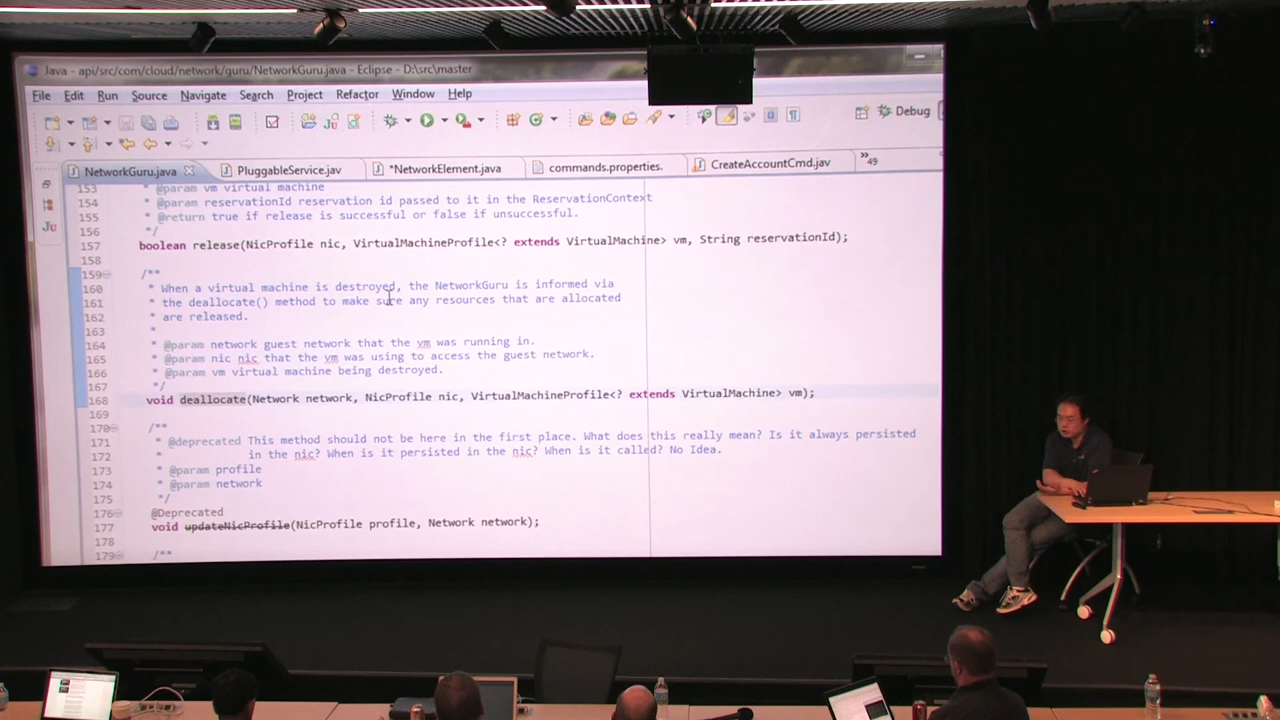 Java - api/src/com/cloud/network/guru/NetworkGuru.java - Eclipse - D:\src\master
File Edit Run Source Navigate Search Project Refactor Window Help
Debug
NetworkGuru.java PluggableService.java *NetworkElement.java commands.properties. CreateAccountCmd.jav 49
153 * @param vm virtual machine
154 * @param reservationId reservation id passed to it in the ReservationContext
155 * @return true if release is successful or false if unsuccessful.
156 */
157 boolean release(NicProfile nic, VirtualMachineProfile<? extends VirtualMachine> vm, String reservationId);
158
159 /**
160 * When a virtual machine is destroyed, the NetworkGuru is informed via
161 * the deallocate() method to make sure any resources that are allocated
162 * are released.
163 *
164 * @param network guest network that the vm was running in.
165 * @param nic nic that the vm was using to access the guest network.
166 * @param vm virtual machine being destroyed.
167 */
168 void deallocate(Network network, NicProfile nic, VirtualMachineProfile<? extends VirtualMachine> vm);
169
170 /**
171 * @deprecated This method should not be here in the first place. What does this really mean? Is it always persisted
172 * in the nic? When is it persisted in the nic? When is it called? No Idea.
173 * @param profile
174 * @param network
175 */
176 @Deprecated
177 void updateNicProfile(NicProfile profile, Network network);
178
179 /**